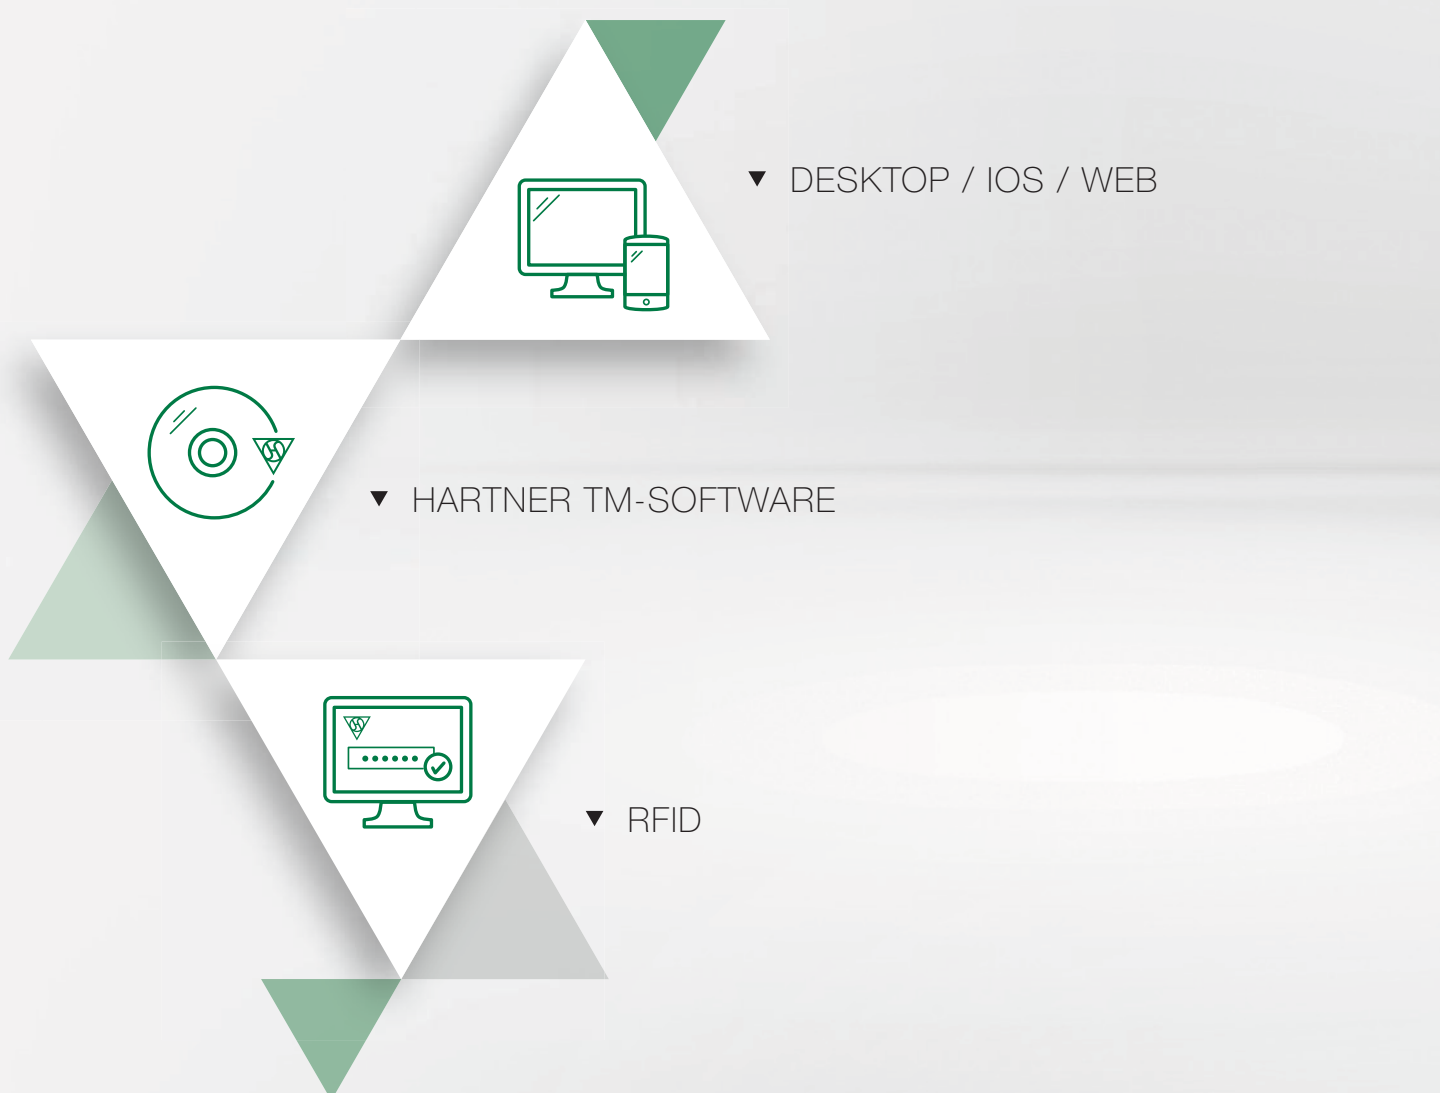 ▼ DESKTOP / IOS / WEB
▼ HARTNER TM-SOFTWARE
▼ RFID